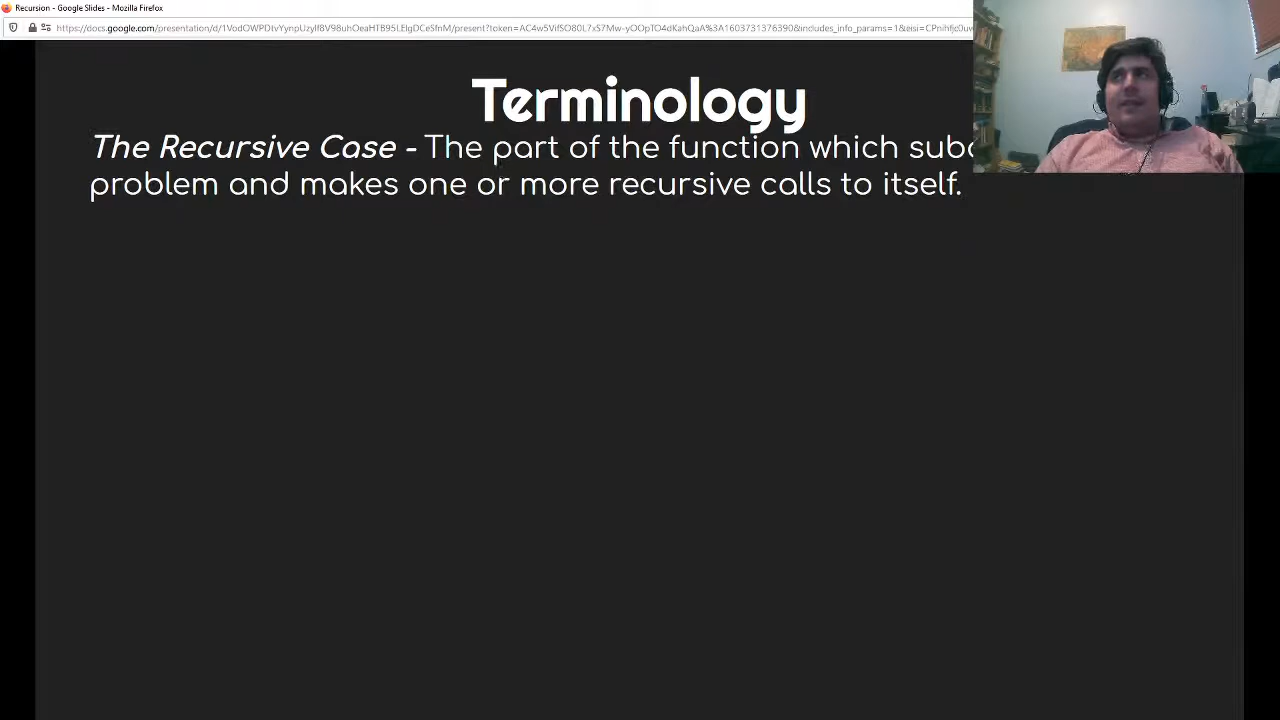 Recursion - Google Slides - Mozilla Firefox
Terminology
The Recursive Case - The part of the function which
problem and makes one or more recursive calls to itself.